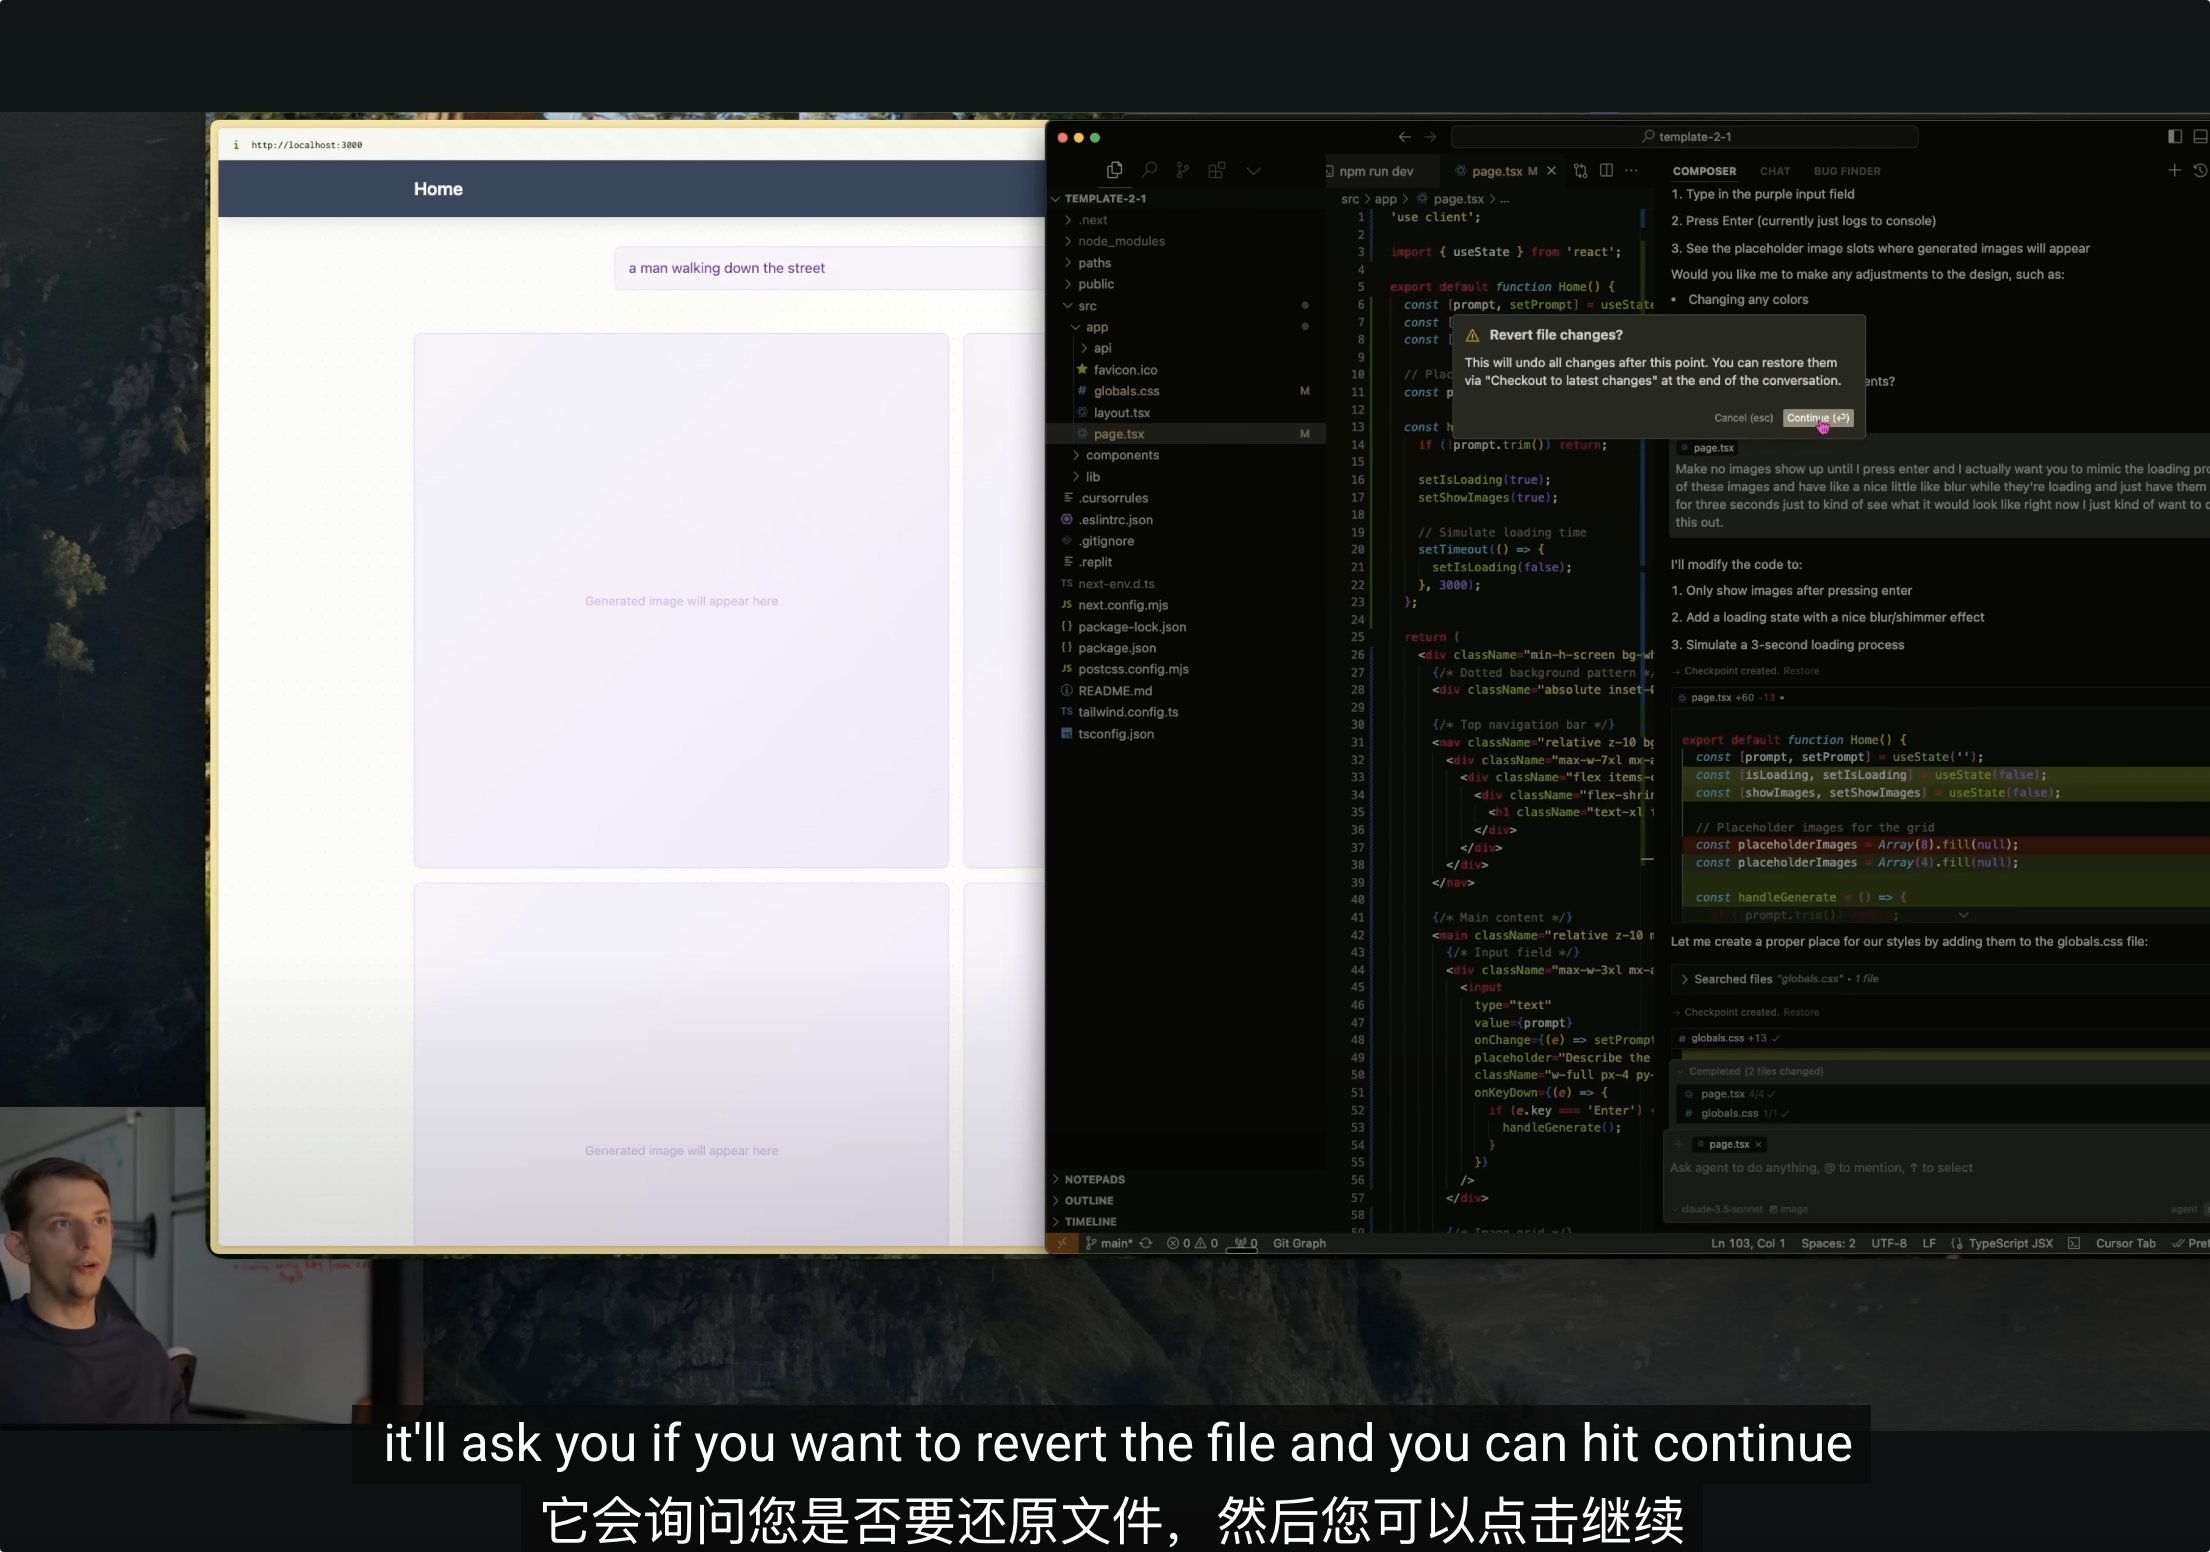 http://localhost:3000
Home
a man walking down the street
Generated image will appear here
Generated image will appear here
template-2-1
TEMPLATE-2-1
.next
node_modules
paths
public
src
app
api
favicon.ico
globals.css M
layout.tsx
page.tsx M
components
lib
.cursorrules
.eslintrc.json
.gitignore
.replit
TS next-env.d.ts
JS next.config.mjs
{} package-lock.json
{} package.json
JS postcss.config.mjs
README.md
TS tailwind.config.ts
tsconfig.json
NOTEPADS
OUTLINE
TIMELINE
npm run dev
page.tsx M
src > app > page.tsx > ...
1 'use client';
2
3 import { useState } from 'react';
4
5 export default function Home() {
6 const [prompt, setPrompt] = useState
7 const [
8 const [
9
10 // Plac
11 const p
12
13 const h
14 if (!prompt.trim()) return;
15
16 setIsLoading(true);
17 setShowImages(true);
18
19 // Simulate loading time
20 setTimeout(() => {
21 setIsLoading(false);
22 }, 3000);
23 };
24
25 return (
26 <div className="min-h-screen bg-wh
27 {/* Dotted background pattern */
28 <div className="absolute inset-0
29
30 {/* Top navigation bar */}
31 <nav className="relative z-10 bg
32 <div className="max-w-7xl mx-a
33 <div className="flex items-c
34 <div className="flex-shrin
35 <h1 className="text-xl f
36 </div>
37 </div>
38 </div>
39 </nav>
40
41 {/* Main content */}
42 <main className="relative z-10 m
43 {/* Input field */}
44 <div className="max-w-3xl mx-a
45 <input
46 type="text"
47 value={prompt}
48 onChange={(e) => setPrompt
49 placeholder="Describe the
50 className="w-full px-4 py-
51 onKeyDown={(e) => {
52 if (e.key === 'Enter') {
53 handleGenerate();
54 }
55 }}
56 />
57 </div>
58
59 {/* Image grid */}
Revert file changes?
This will undo all changes after this point. You can restore them
via "Checkout to latest changes" at the end of the conversation.
Cancel (esc) Continue (⏎)
COMPOSER CHAT BUG FINDER
1. Type in the purple input field
2. Press Enter (currently just logs to console)
3. See the placeholder image slots where generated images will appear
Would you like me to make any adjustments to the design, such as:
• Changing any colors
ents?
page.tsx
Make no images show up until I press enter and I actually want you to mimic the loading pro
of these images and have like a nice little like blur while they're loading and just have them
for three seconds just to kind of see what it would look like right now I just kind of want to
this out.
I'll modify the code to:
1. Only show images after pressing enter
2. Add a loading state with a nice blur/shimmer effect
3. Simulate a 3-second loading process
Checkpoint created. Restore
page.tsx +60 -13 •
export default function Home() {
const [prompt, setPrompt] = useState('');
const [isLoading, setIsLoading] = useState(false);
const [showImages, setShowImages] = useState(false);
// Placeholder images for the grid
const placeholderImages = Array(8).fill(null);
const placeholderImages = Array(4).fill(null);
const handleGenerate = () => {
Let me create a proper place for our styles by adding them to the globals.css file:
Searched files "globals.css" • 1 file
Checkpoint created. Restore
# globals.css +13 ✓
Completed (2 files changed)
page.tsx 4/4 ✓
# globals.css 1/1 ✓
+ page.tsx ×
Ask agent to do anything, @ to mention, ↑ to select
claude-3.5-sonnet image agent
main* 0 0 0 Git Graph
Ln 103, Col 1 Spaces: 2 UTF-8 LF TypeScript JSX Cursor Tab
it'll ask you if you want to revert the file and you can hit continue
它会询问您是否要还原文件，然后您可以点击继续